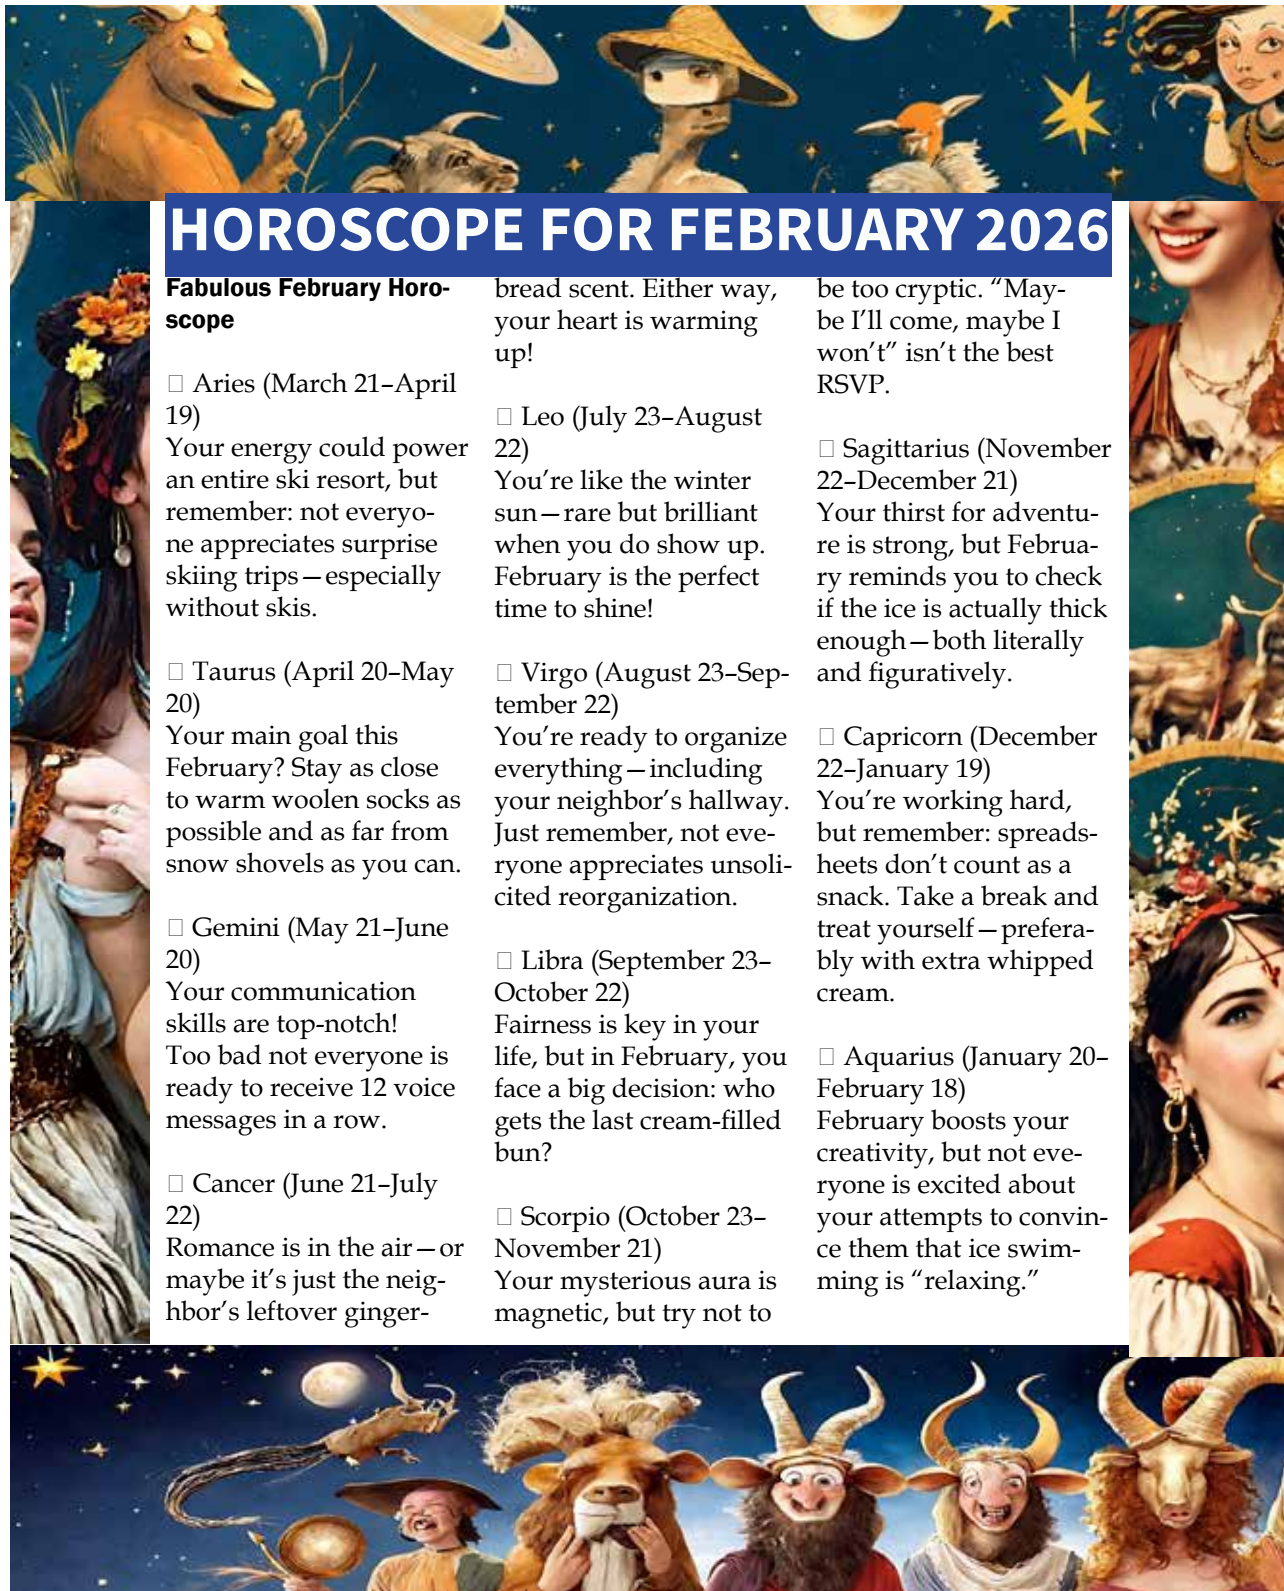 HOROSCOPE FOR FEBRUARY 2026
Fabulous February Horo-
scope
□ Aries (March 21–April
19)
Your energy could power
an entire ski resort, but
remember: not everyo-
ne appreciates surprise
skiing trips—especially
without skis.
□ Taurus (April 20–May
20)
Your main goal this
February? Stay as close
to warm woolen socks as
possible and as far from
snow shovels as you can.
□ Gemini (May 21–June
20)
Your communication
skills are top-notch!
Too bad not everyone is
ready to receive 12 voice
messages in a row.
□ Cancer (June 21–July
22)
Romance is in the air—or
maybe it’s just the neig-
hbor’s leftover ginger-
bread scent. Either way,
your heart is warming
up!
□ Leo (July 23–August
22)
You’re like the winter
sun—rare but brilliant
when you do show up.
February is the perfect
time to shine!
□ Virgo (August 23–Sep-
tember 22)
You’re ready to organize
everything—including
your neighbor’s hallway.
Just remember, not eve-
ryone appreciates unsoli-
cited reorganization.
□ Libra (September 23–
October 22)
Fairness is key in your
life, but in February, you
face a big decision: who
gets the last cream-filled
bun?
□ Scorpio (October 23–
November 21)
Your mysterious aura is
magnetic, but try not to
be too cryptic. “May-
be I’ll come, maybe I
won’t” isn’t the best
RSVP.
□ Sagittarius (November
22–December 21)
Your thirst for adventu-
re is strong, but Februa-
ry reminds you to check
if the ice is actually thick
enough—both literally
and figuratively.
□ Capricorn (December
22–January 19)
You’re working hard,
but remember: spreads-
heets don’t count as a
snack. Take a break and
treat yourself—prefera-
bly with extra whipped
cream.
□ Aquarius (January 20–
February 18)
February boosts your
creativity, but not eve-
ryone is excited about
your attempts to convin-
ce them that ice swim-
ming is “relaxing.”